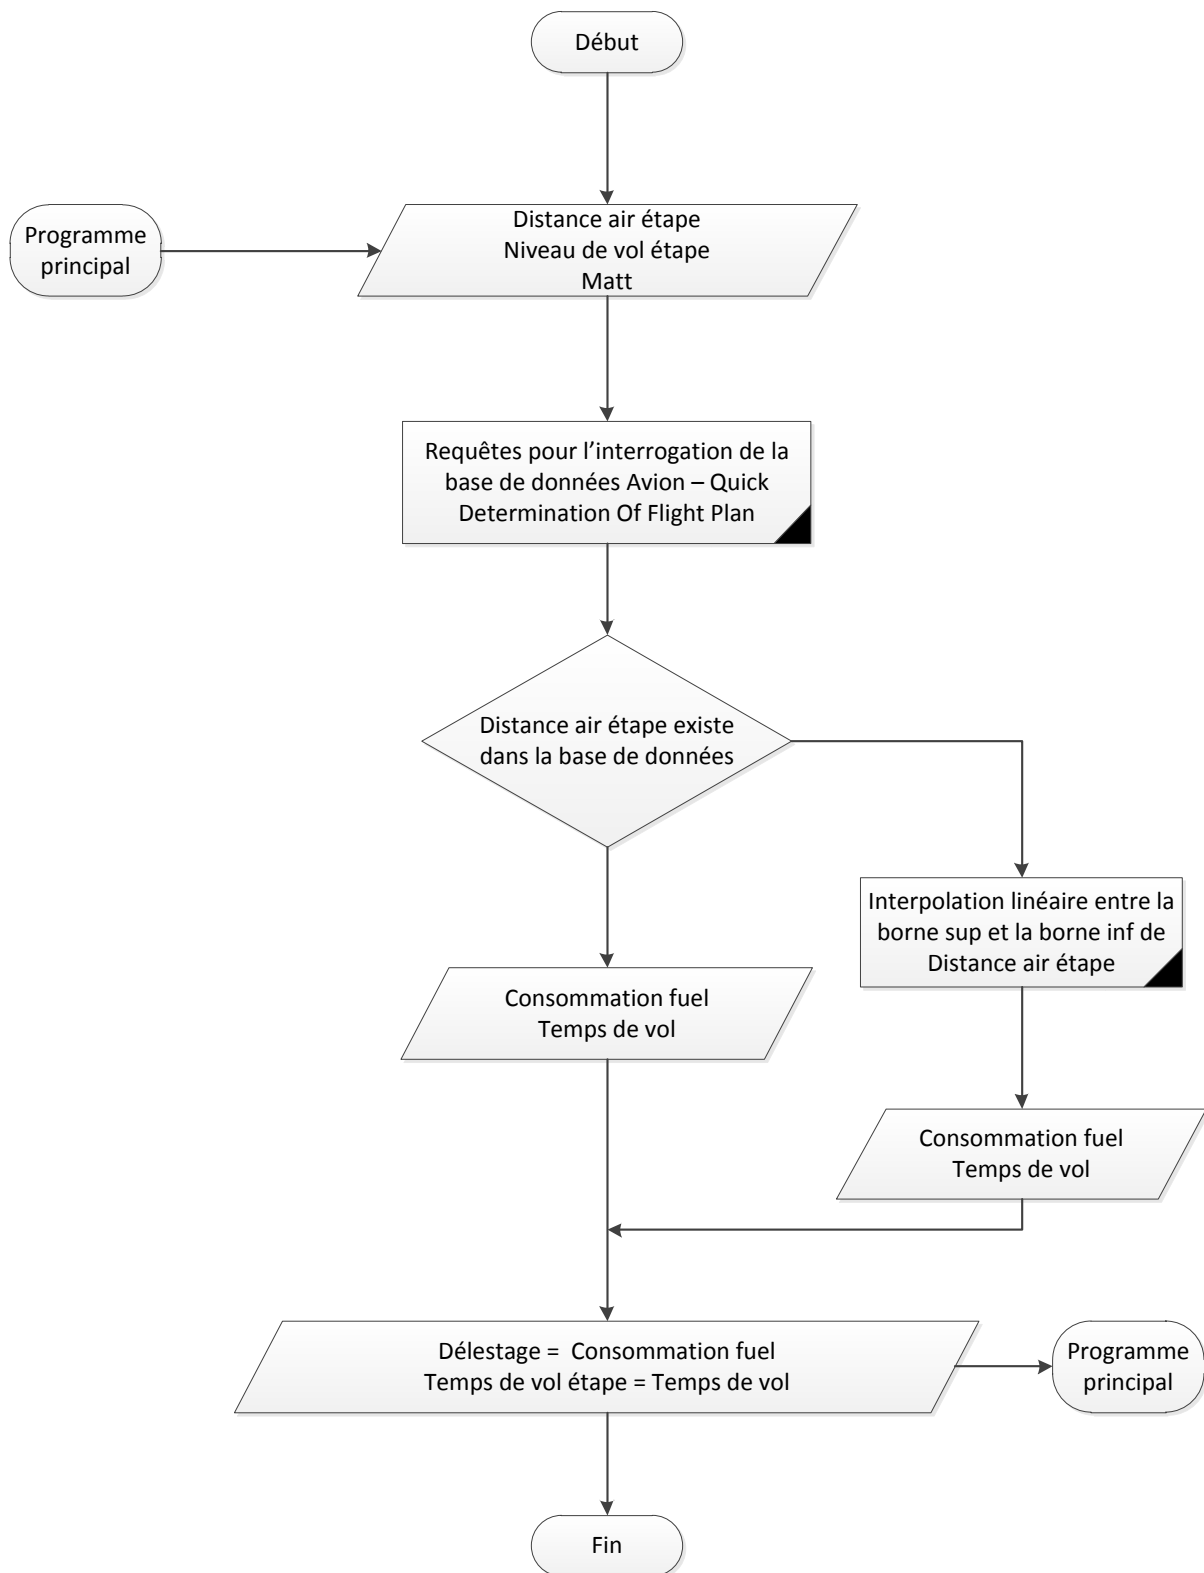 Début
Programme
principal
Distance air étape
Niveau de vol étape
Matt
Requêtes pour l’interrogation de la
base de données Avion – Quick
Determination Of Flight Plan
Distance air étape existe
dans la base de données
Interpolation linéaire entre la
borne sup et la borne inf de
Distance air étape
Consommation fuel
Temps de vol
Consommation fuel
Temps de vol
Délestage =  Consommation fuel
Temps de vol étape = Temps de vol
Programme
principal
Fin